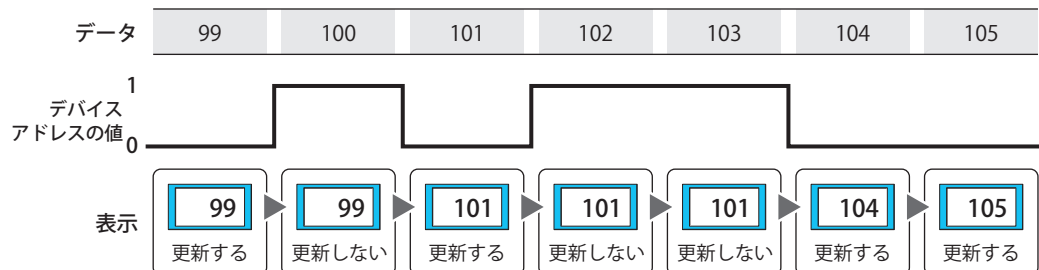 データ 99 100 101 102 103 104 105
1
デバイス
アドレスの値
0
表示 99 99 101 101 101 104 105
更新する 更新しない 更新する 更新しない 更新しない 更新する 更新する